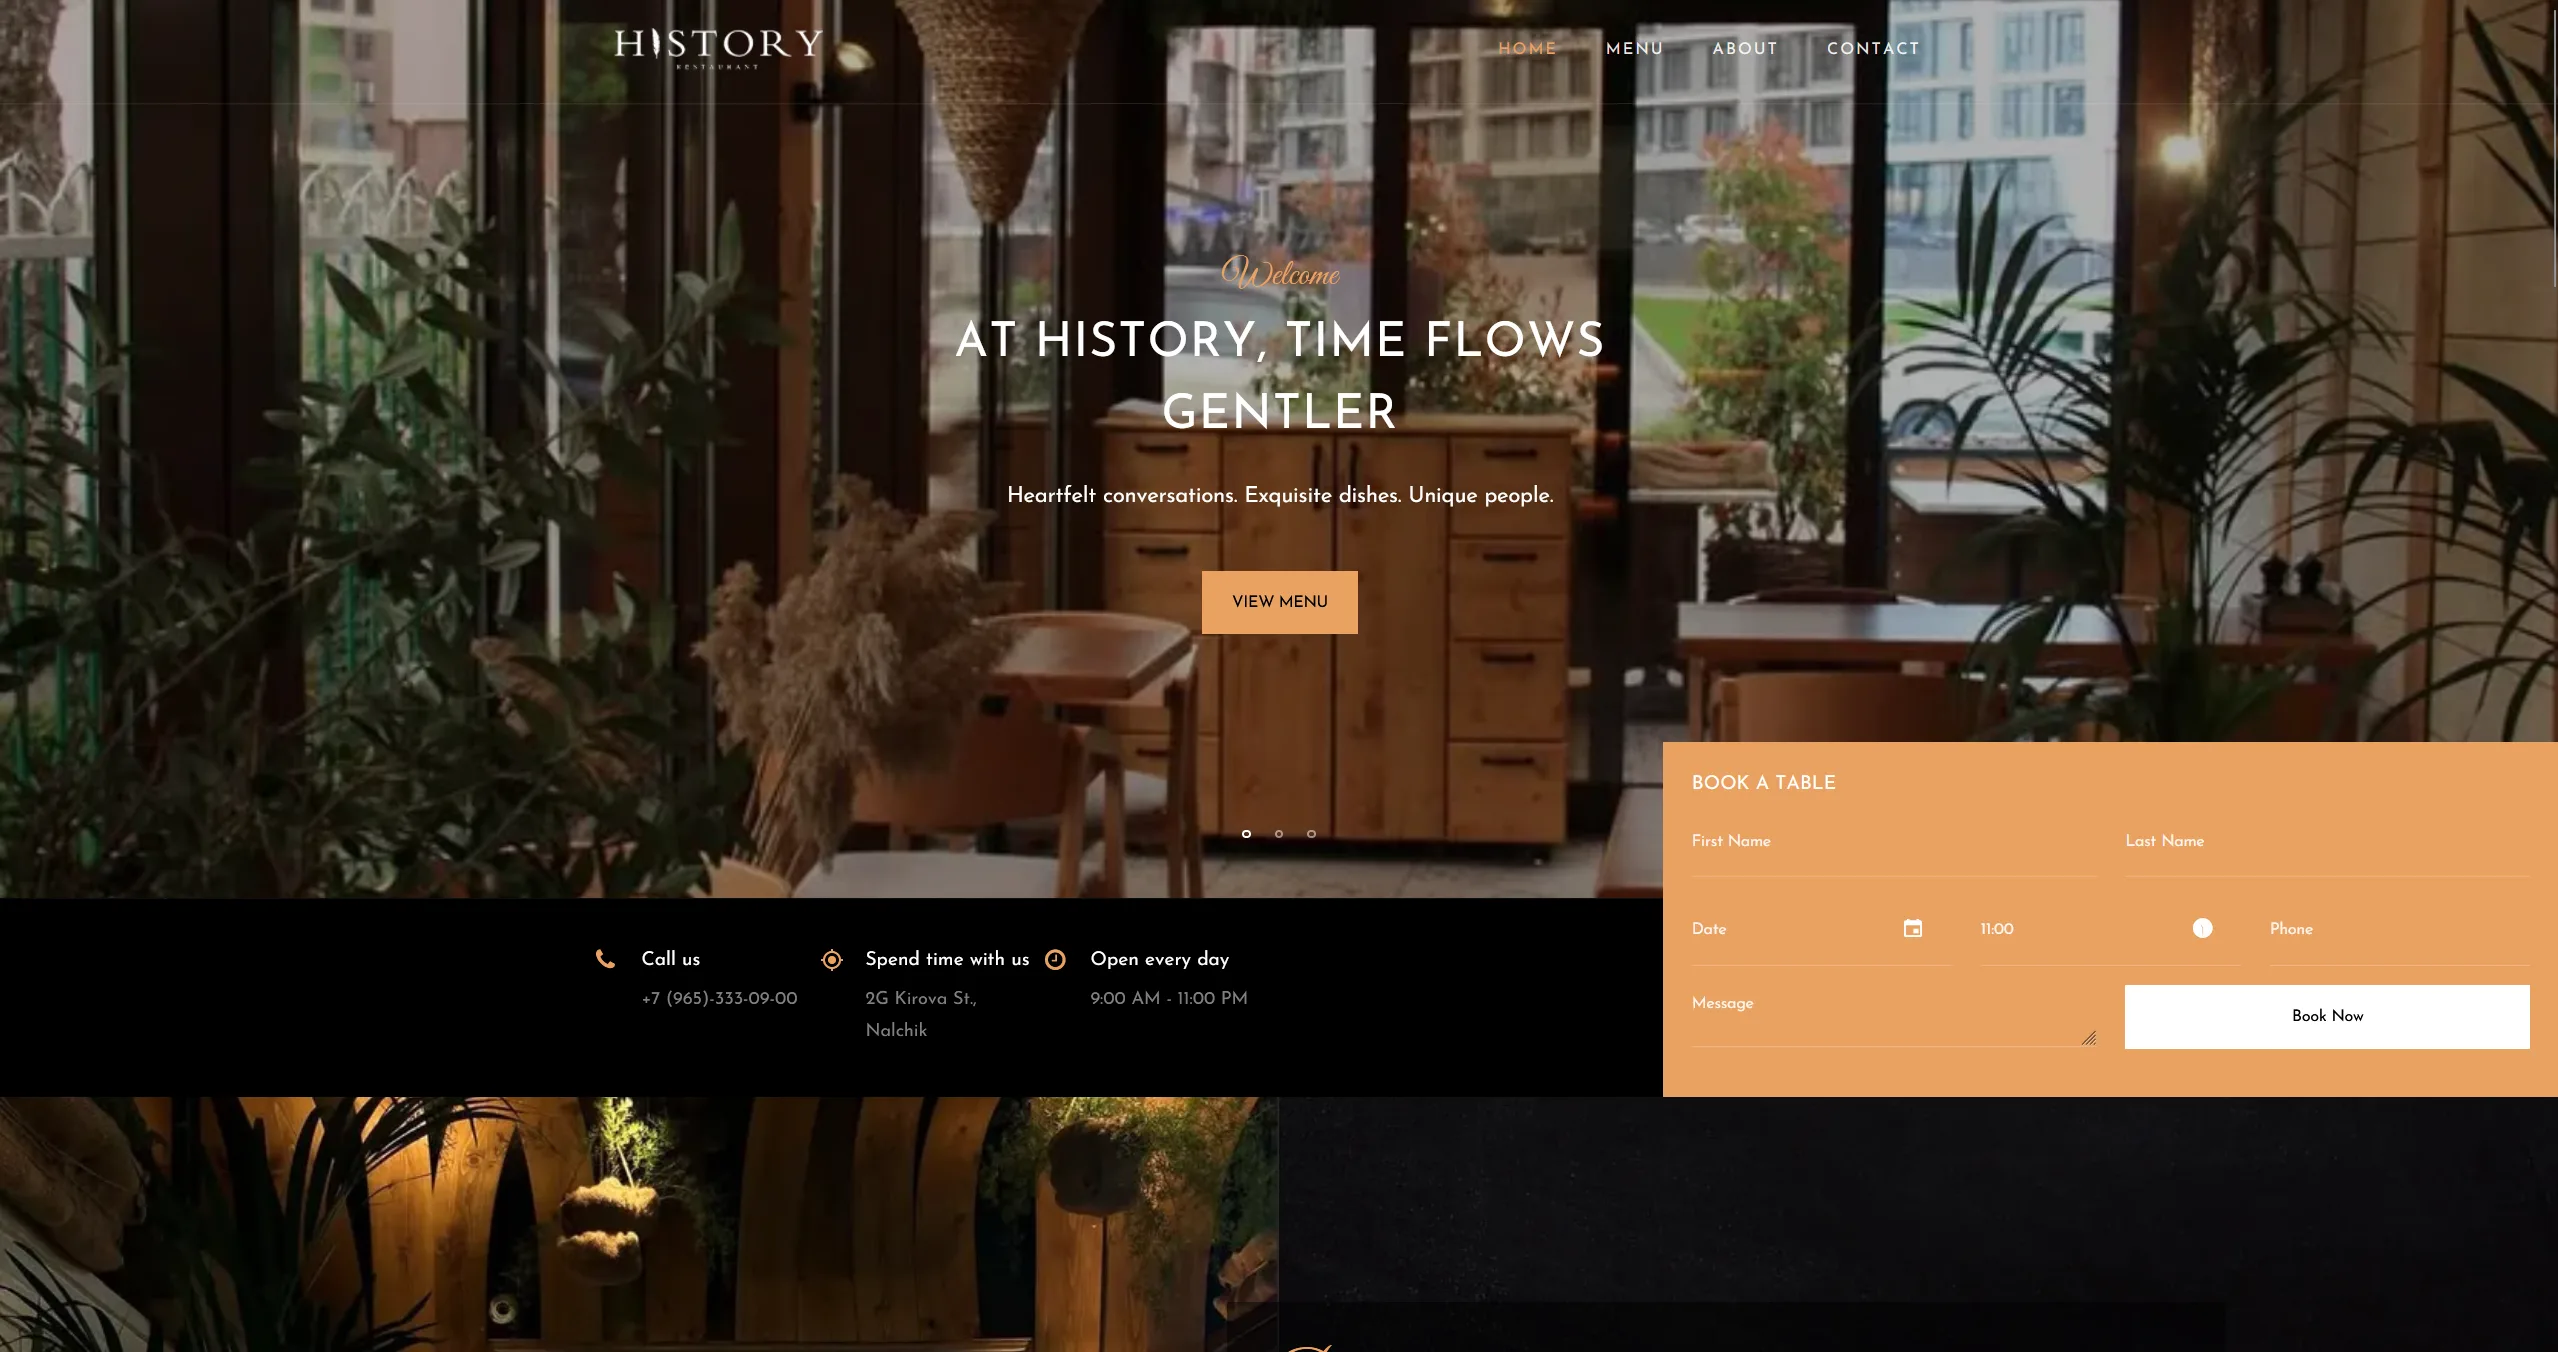 HISTORY
RESTAURANT
HOME MENU ABOUT CONTACT
Welcome
AT HISTORY, TIME FLOWS
GENTLER
Heartfelt conversations. Exquisite dishes. Unique people.
VIEW MENU
BOOK A TABLE
First Name
Last Name
Date
11:00
Phone
Message
Book Now
Call us
+7 (965)-333-09-00
Spend time with us
2G Kirova St.,
Nalchik
Open every day
9:00 AM - 11:00 PM